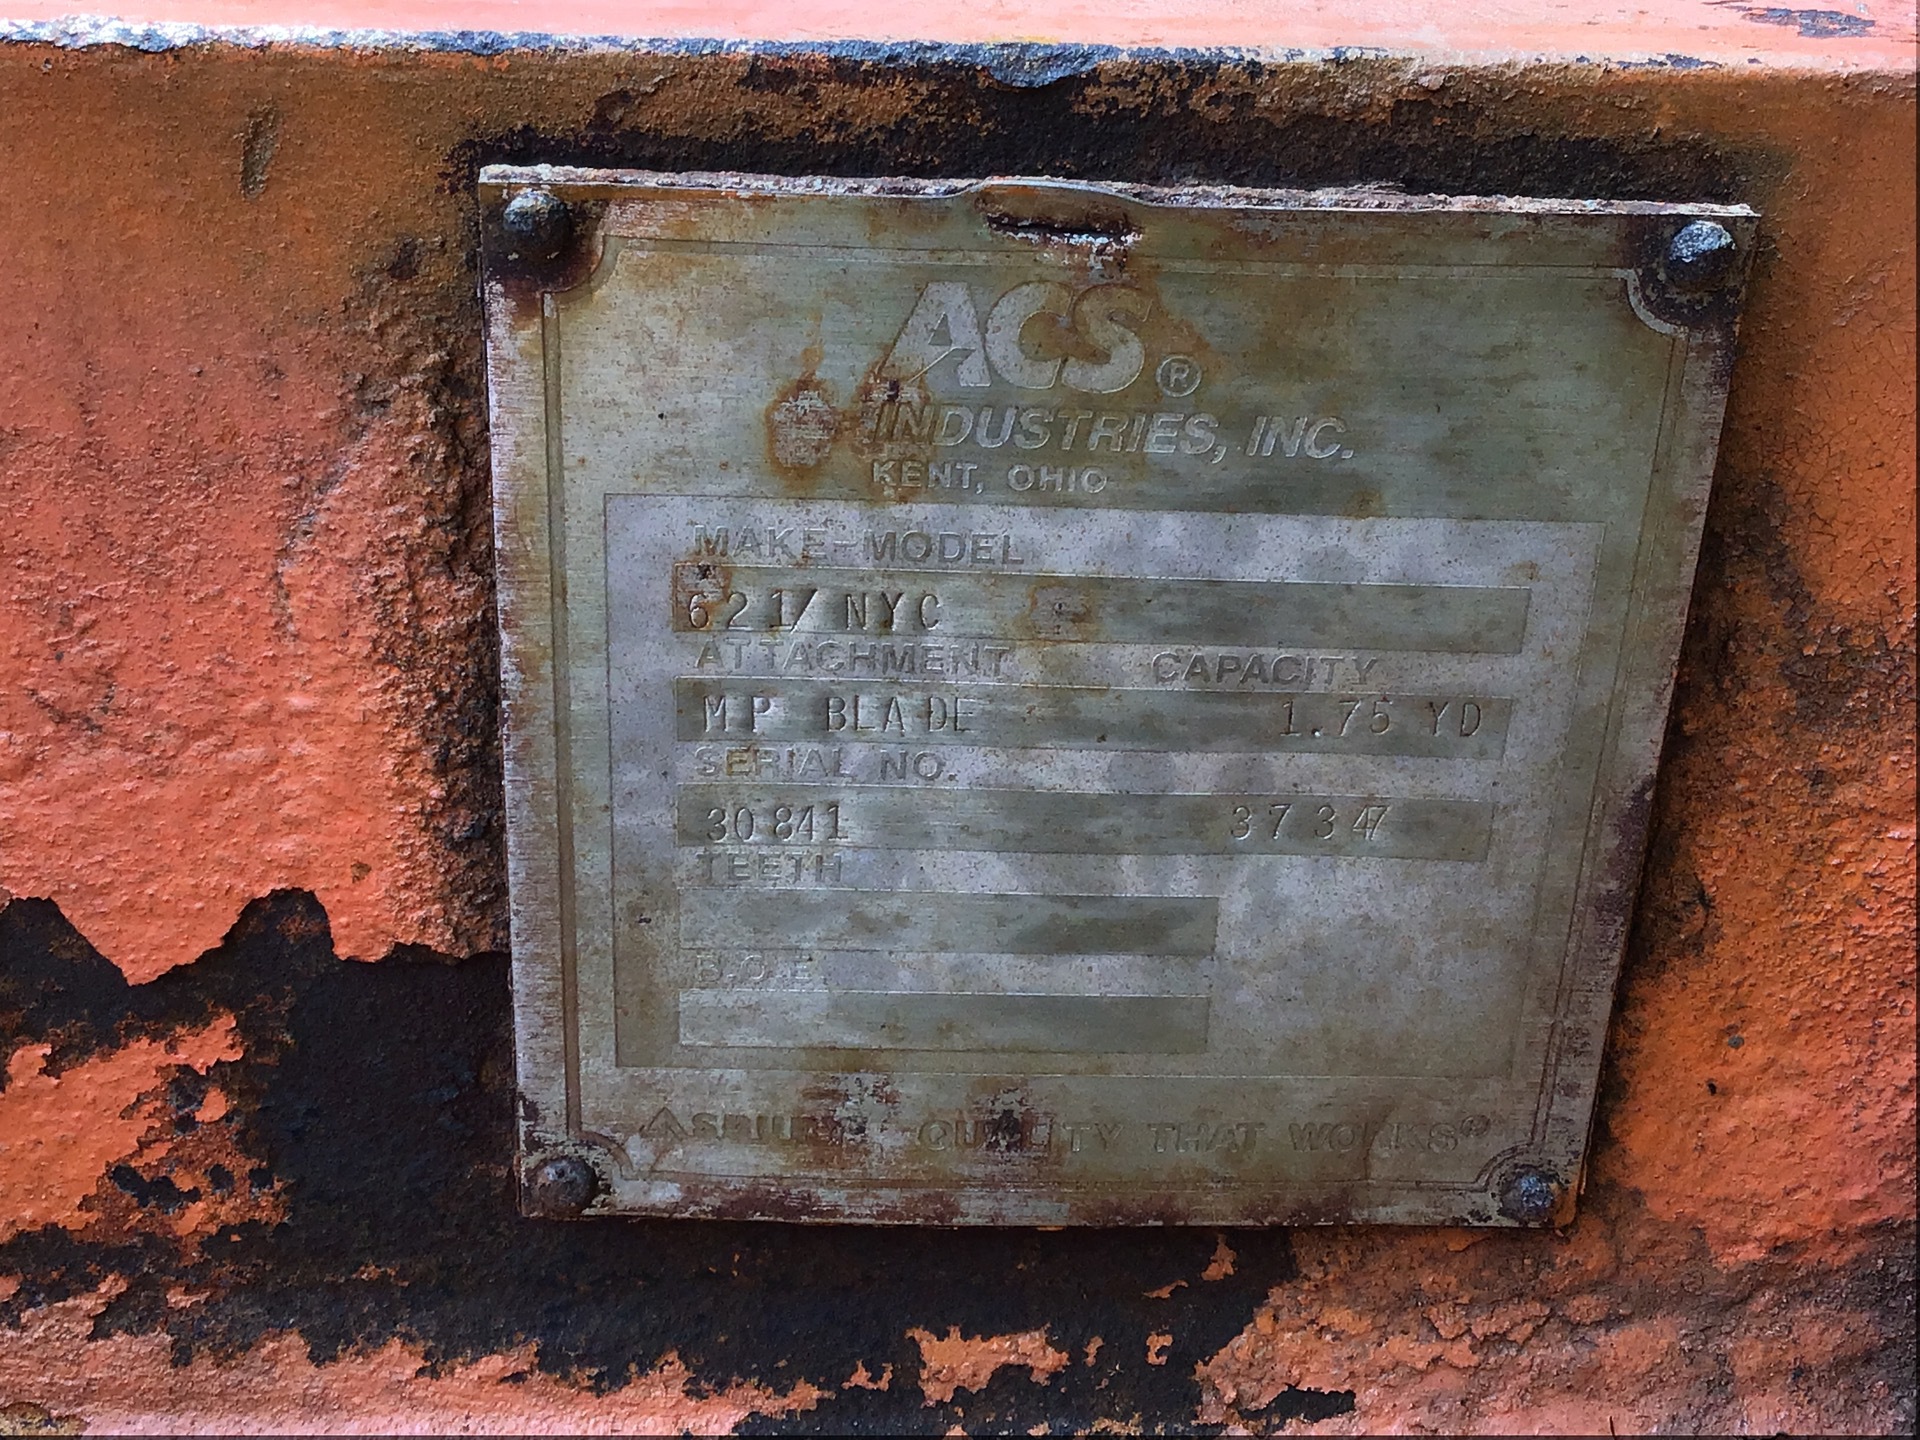 ACS®
INDUSTRIES, INC.
KENT, OHIO
MAKE-MODEL
621/ NYC
ATTACHMENT CAPACITY
MP BLADE 1.75 YD
SERIAL NO.
30841
TEETH
B.O.E.
ASBURY QUALITY THAT WORKS®